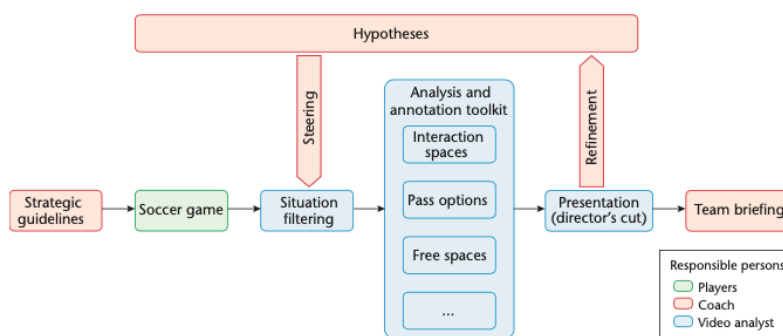 Hypotheses
Steering
Refinement
Analysis and
annotation toolkit
Interaction
spaces
Pass options
Free spaces
...
Strategic
guidelines
Soccer game
Situation
filtering
Presentation
(director's cut)
Team briefing
Responsible persons
Players
Coach
Video analyst